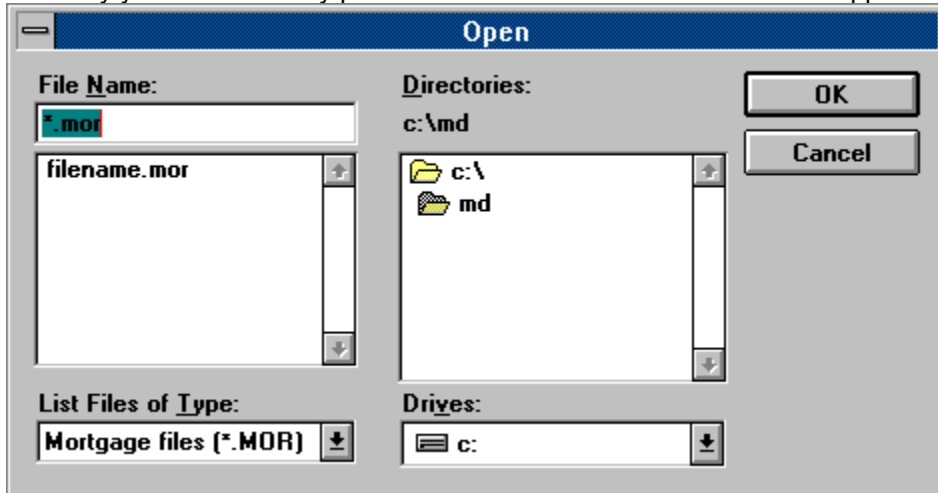 Open
File Name:
*.mor
filename.mor
List Files of Type:
Mortgage files (*.MOR)
Directories:
c:\md
c:\
md
Drives:
c:
OK
Cancel